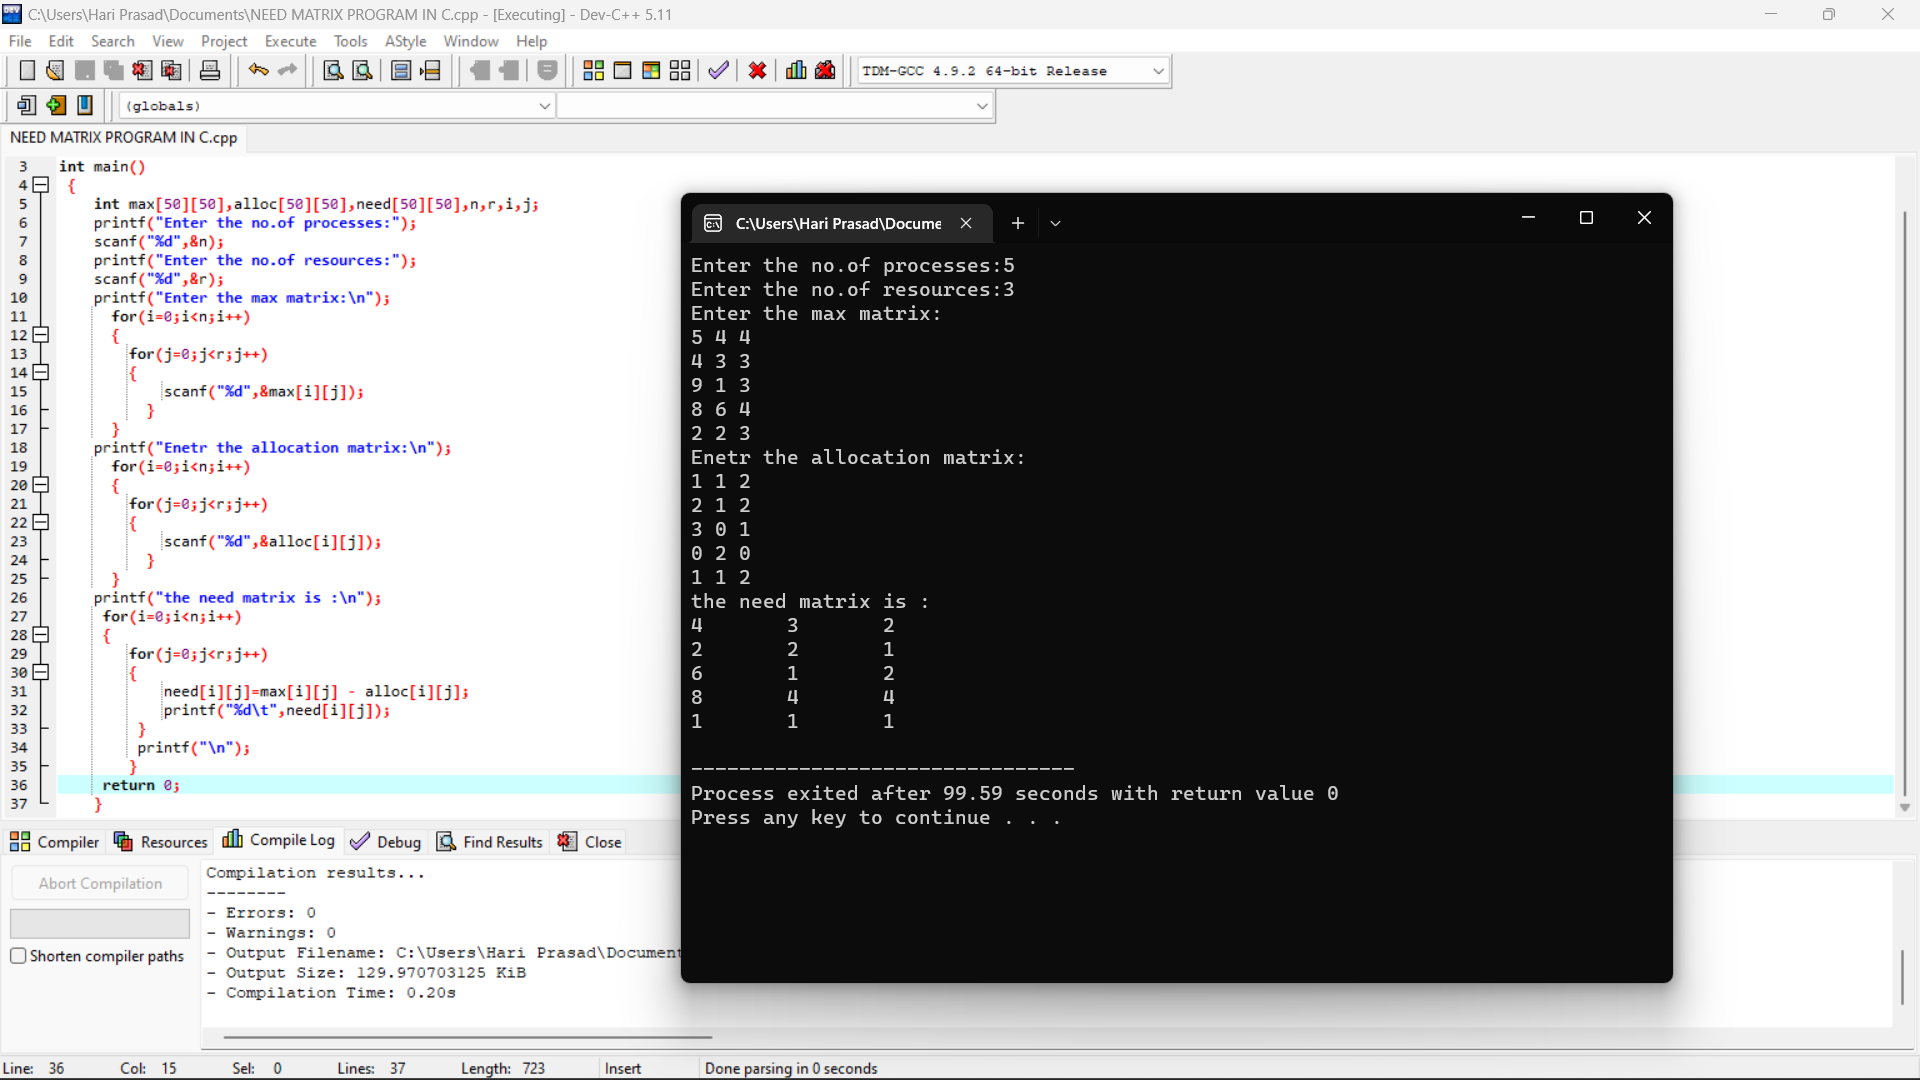 C:\Users\Hari Prasad\Documents\NEED MATRIX PROGRAM IN C.cpp - [Executing] - Dev-C++ 5.11
File Edit Search View Project Execute Tools AStyle Window Help
TDM-GCC 4.9.2 64-bit Release
(globals)
NEED MATRIX PROGRAM IN C.cpp
3 int main()
4 {
5 int max[50][50],alloc[50][50],need[50][50],n,r,i,j;
6 printf("Enter the no.of processes:");
7 scanf("%d",&n);
8 printf("Enter the no.of resources:");
9 scanf("%d",&r);
10 printf("Enter the max matrix:\n");
11 for(i=0;i<n;i++)
12 {
13 for(j=0;j<r;j++)
14 {
15 scanf("%d",&max[i][j]);
16 }
17 }
18 printf("Enetr the allocation matrix:\n");
19 for(i=0;i<n;i++)
20 {
21 for(j=0;j<r;j++)
22 {
23 scanf("%d",&alloc[i][j]);
24 }
25 }
26 printf("the need matrix is :\n");
27 for(i=0;i<n;i++)
28 {
29 for(j=0;j<r;j++)
30 {
31 need[i][j]=max[i][j] - alloc[i][j];
32 printf("%d\t",need[i][j]);
33 }
34 printf("\n");
35 }
36 return 0;
37 }
C:\Users\Hari Prasad\Docume
Enter the no.of processes:5
Enter the no.of resources:3
Enter the max matrix:
5 4 4
4 3 3
9 1 3
8 6 4
2 2 3
Enetr the allocation matrix:
1 1 2
2 1 2
3 0 1
0 2 0
1 1 2
the need matrix is :
4 3 2
2 2 1
6 1 2
8 4 4
1 1 1
--------------------------------
Process exited after 99.59 seconds with return value 0
Press any key to continue . . .
Compiler Resources Compile Log Debug Find Results Close
Abort Compilation
Shorten compiler paths
Compilation results...
--------
- Errors: 0
- Warnings: 0
- Output Filename: C:\Users\Hari Prasad\Document
- Output Size: 129.970703125 KiB
- Compilation Time: 0.20s
Line: 36 Col: 15 Sel: 0 Lines: 37 Length: 723 Insert Done parsing in 0 seconds